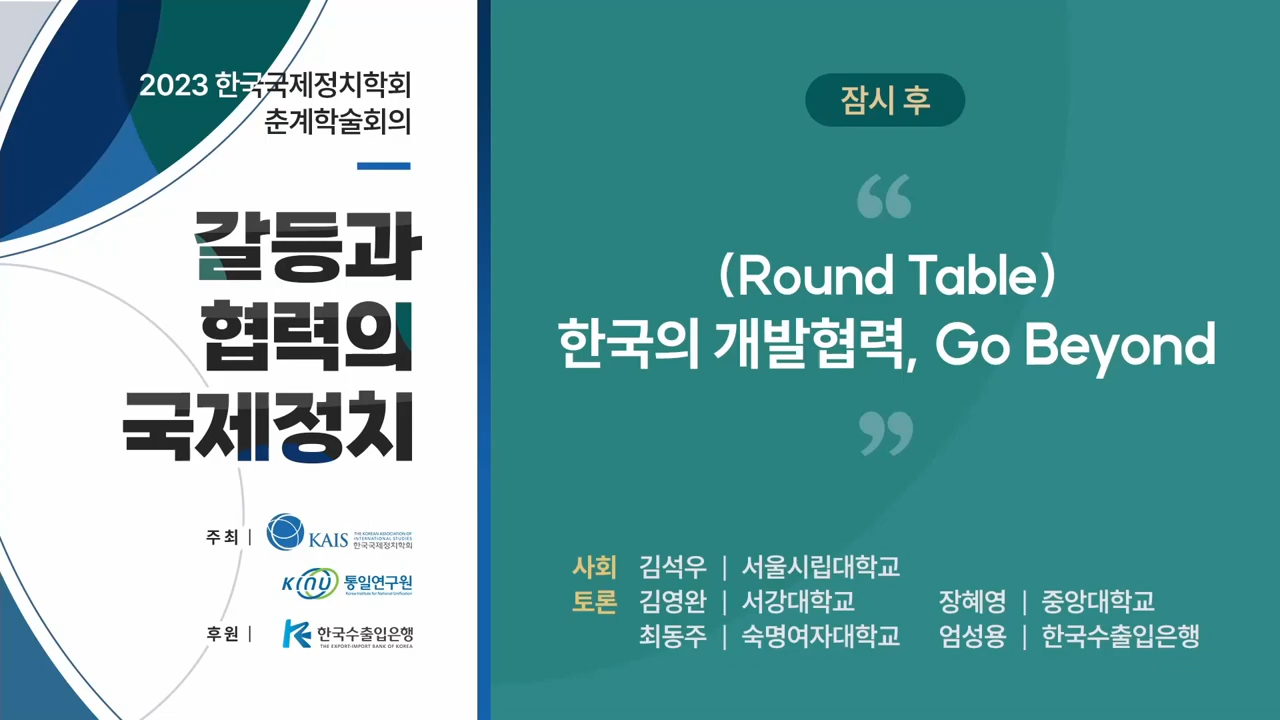 2023 한국국제정치학회
춘계학술회의
갈등과
협력의
국제정치
주최 |
KAIS
THE KOREAN ASSOCIATION OF
INTERNATIONAL STUDIES
한국국제정치학회
KINU 통일연구원
Korea Institute for National Unification
후원 |
한국수출입은행
THE EXPORT-IMPORT BANK OF KOREA
잠시 후
“
(Round Table)
한국의 개발협력, Go Beyond
”
사회 김석우 | 서울시립대학교
토론 김영완 | 서강대학교 장혜영 | 중앙대학교
최동주 | 숙명여자대학교 엄성용 | 한국수출입은행